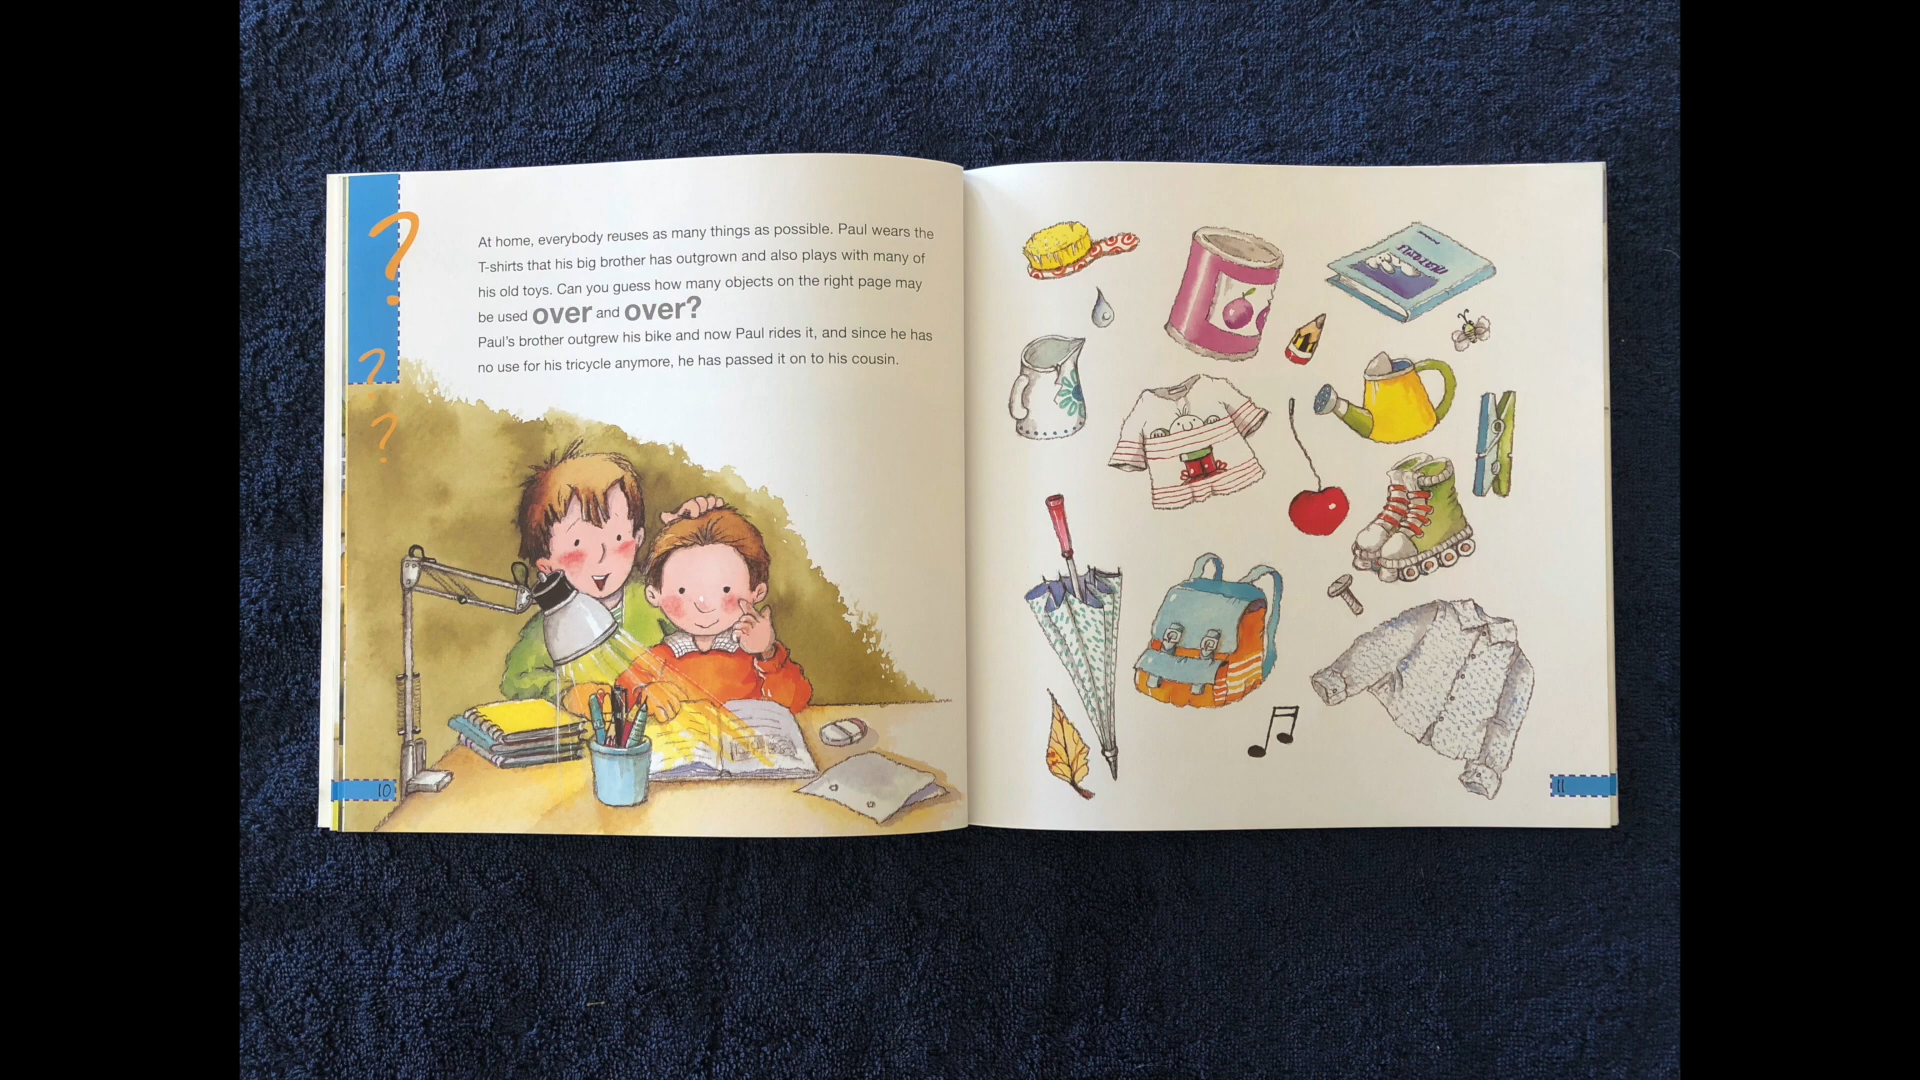 At home, everybody reuses as many things as possible. Paul wears the
T-shirts that his big brother has outgrown and also plays with many of
his old toys. Can you guess how many objects on the right page may
be used over and over?
Paul's brother outgrew his bike and now Paul rides it, and since he has
no use for his tricycle anymore, he has passed it on to his cousin.
?
?
?
10
11